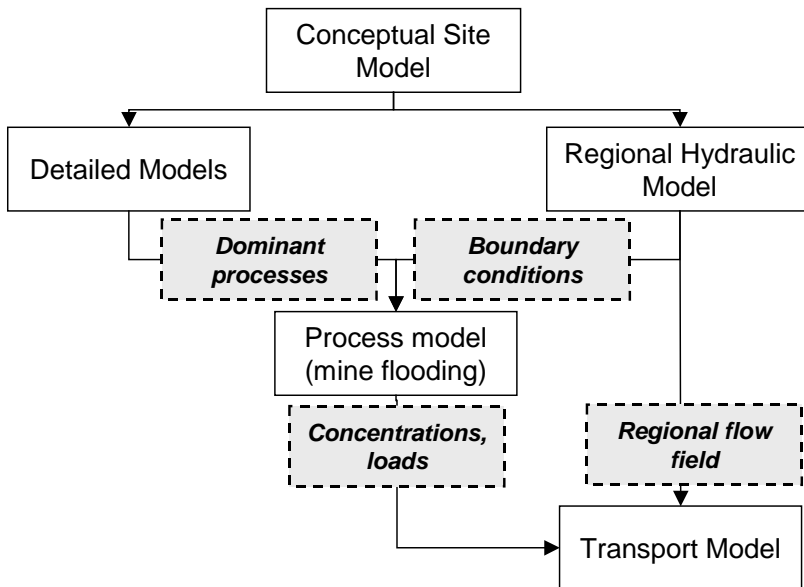 Conceptual Site
Model
Detailed Models
Regional Hydraulic
Model
Dominant
processes
Boundary
conditions
Process model
(mine flooding)
Concentrations,
loads
Regional flow
field
Transport Model